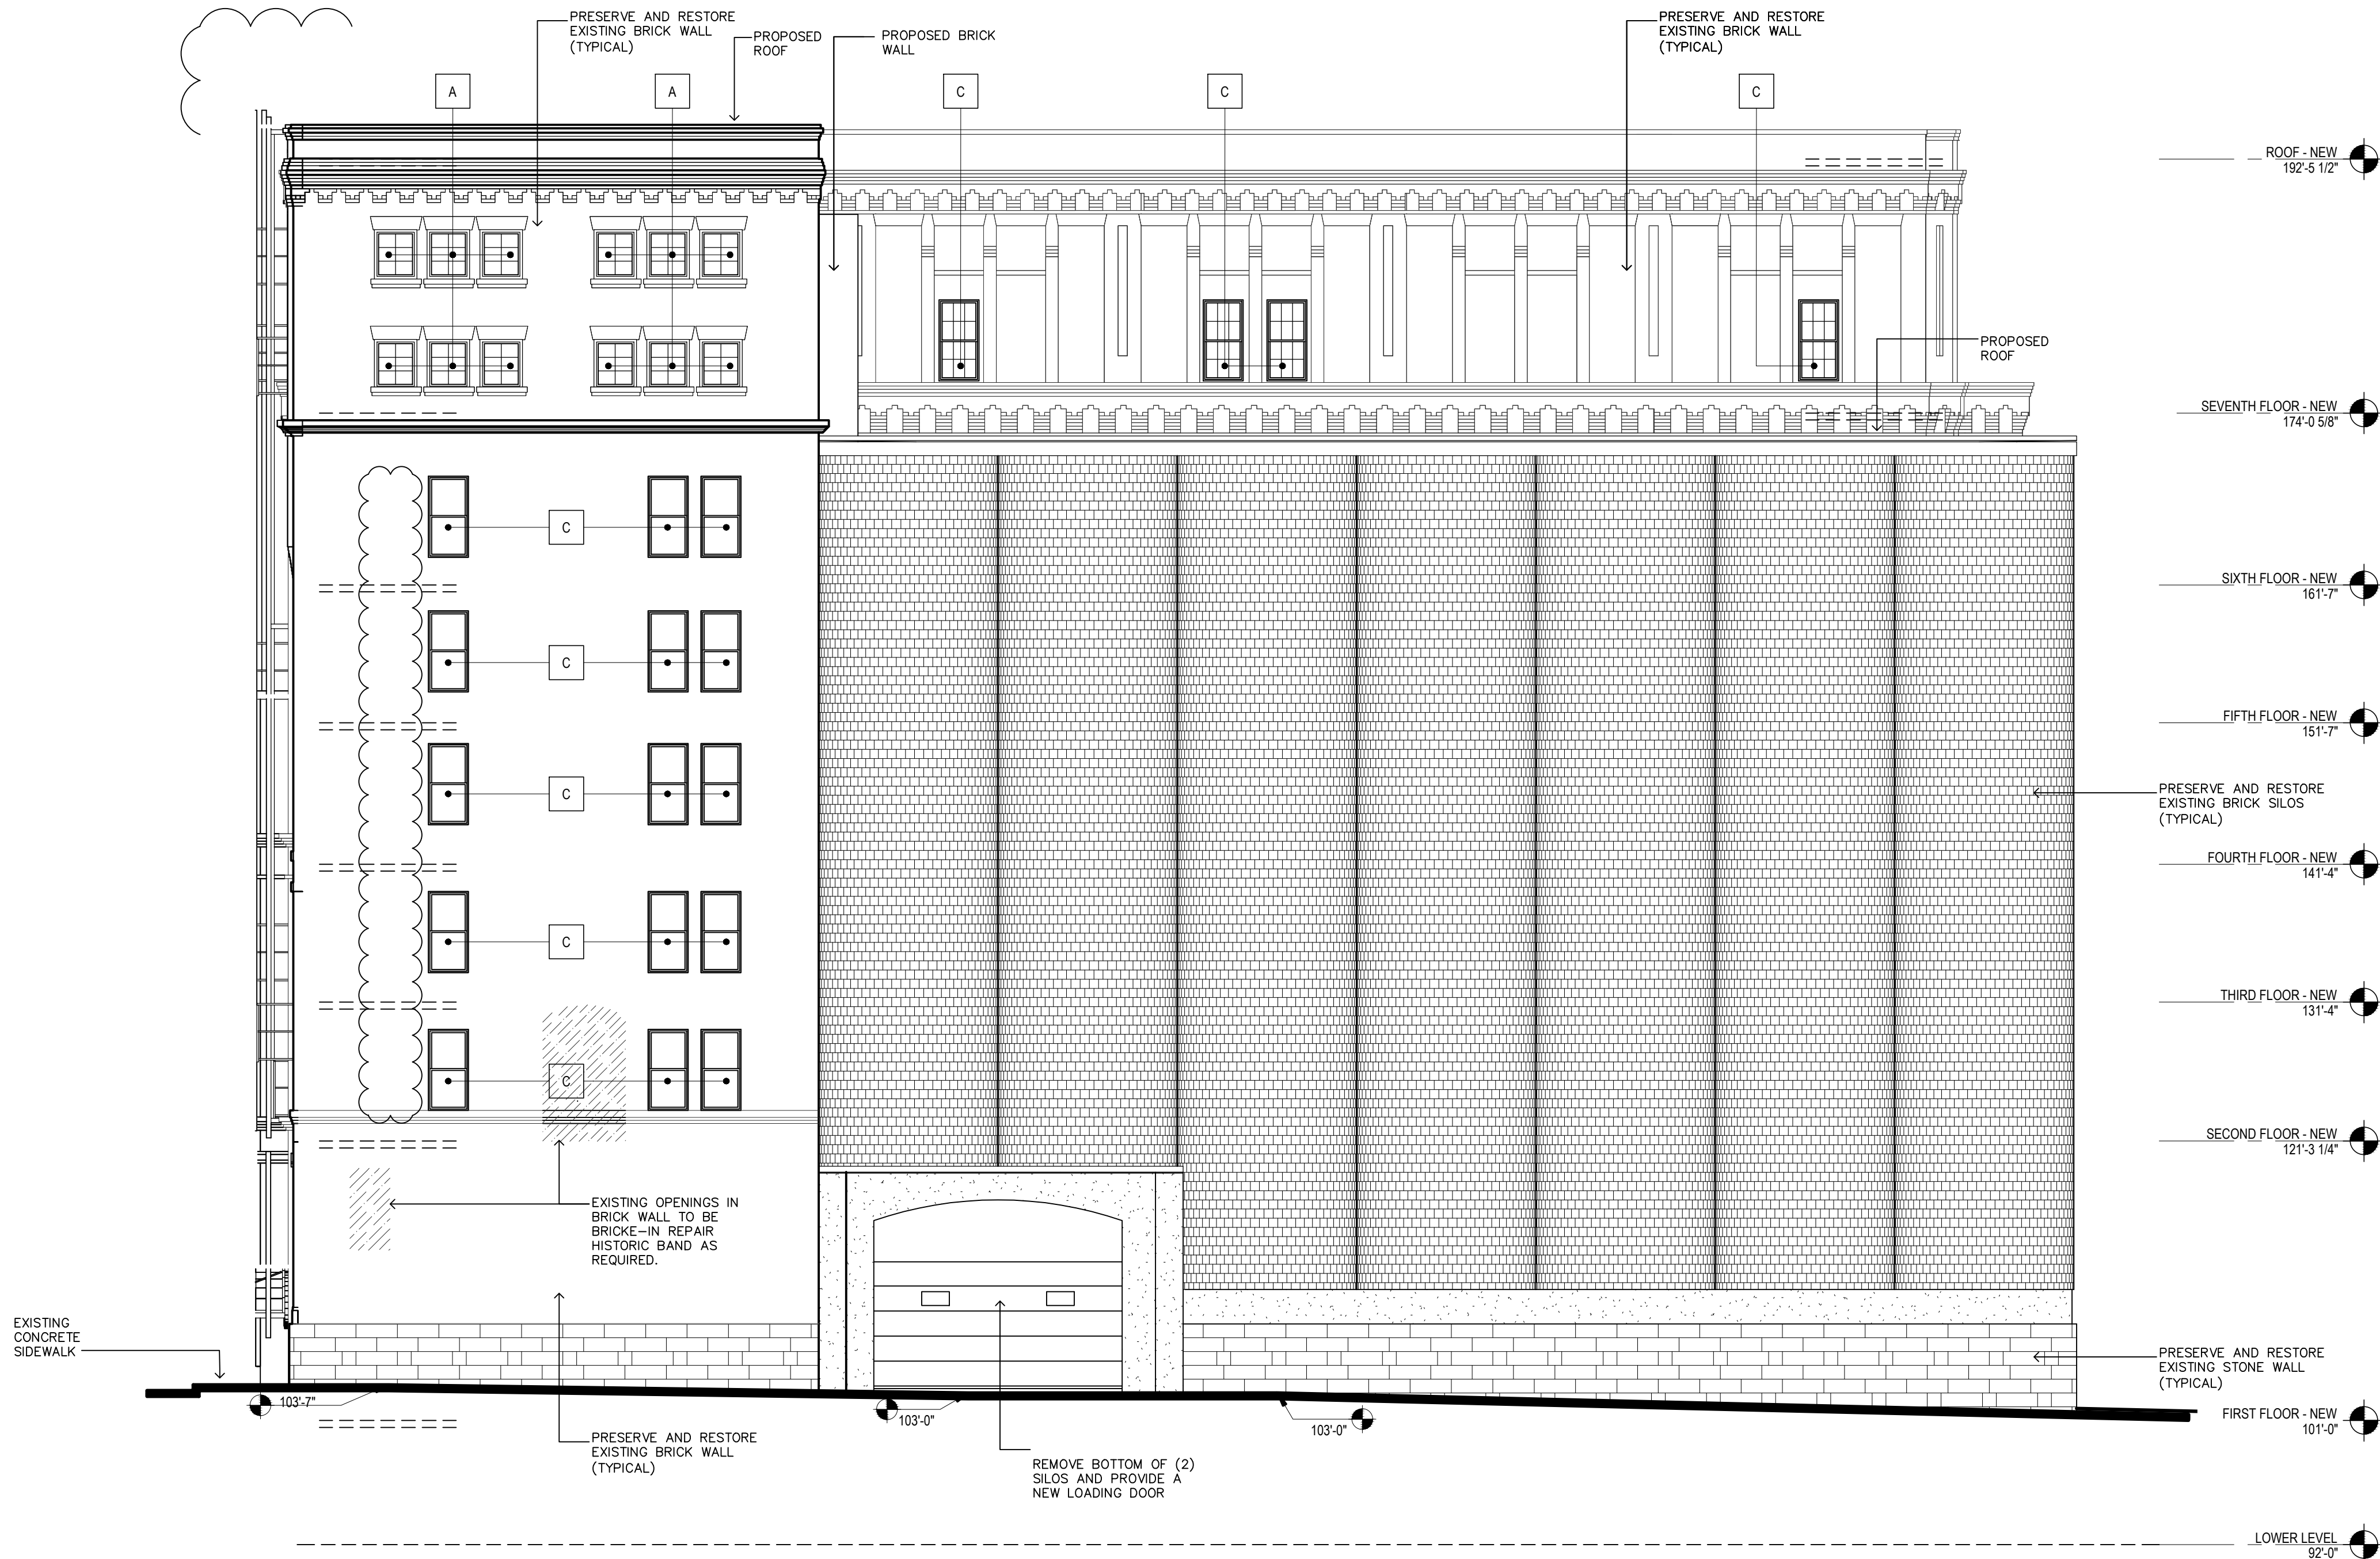 PRESERVE AND RESTORE
EXISTING BRICK WALL
(TYPICAL)
PROPOSED
ROOF
PROPOSED BRICK
WALL
PRESERVE AND RESTORE
EXISTING BRICK WALL
(TYPICAL)
A
A
C
C
C
ROOF - NEW
192'-5 1/2"
PROPOSED
ROOF
SEVENTH FLOOR - NEW
174'-0 5/8"
C
SIXTH FLOOR - NEW
161'-7"
C
FIFTH FLOOR - NEW
151'-7"
C
PRESERVE AND RESTORE
EXISTING BRICK SILOS
(TYPICAL)
FOURTH FLOOR - NEW
141'-4"
C
THIRD FLOOR - NEW
131'-4"
C
SECOND FLOOR - NEW
121'-3 1/4"
EXISTING OPENINGS IN
BRICK WALL TO BE
BRICKE-IN REPAIR
HISTORIC BAND AS
REQUIRED.
EXISTING
CONCRETE
SIDEWALK
PRESERVE AND RESTORE
EXISTING STONE WALL
(TYPICAL)
103'-7"
103'-0"
103'-0"
FIRST FLOOR - NEW
101'-0"
PRESERVE AND RESTORE
EXISTING BRICK WALL
(TYPICAL)
REMOVE BOTTOM OF (2)
SILOS AND PROVIDE A
NEW LOADING DOOR
LOWER LEVEL
92'-0"